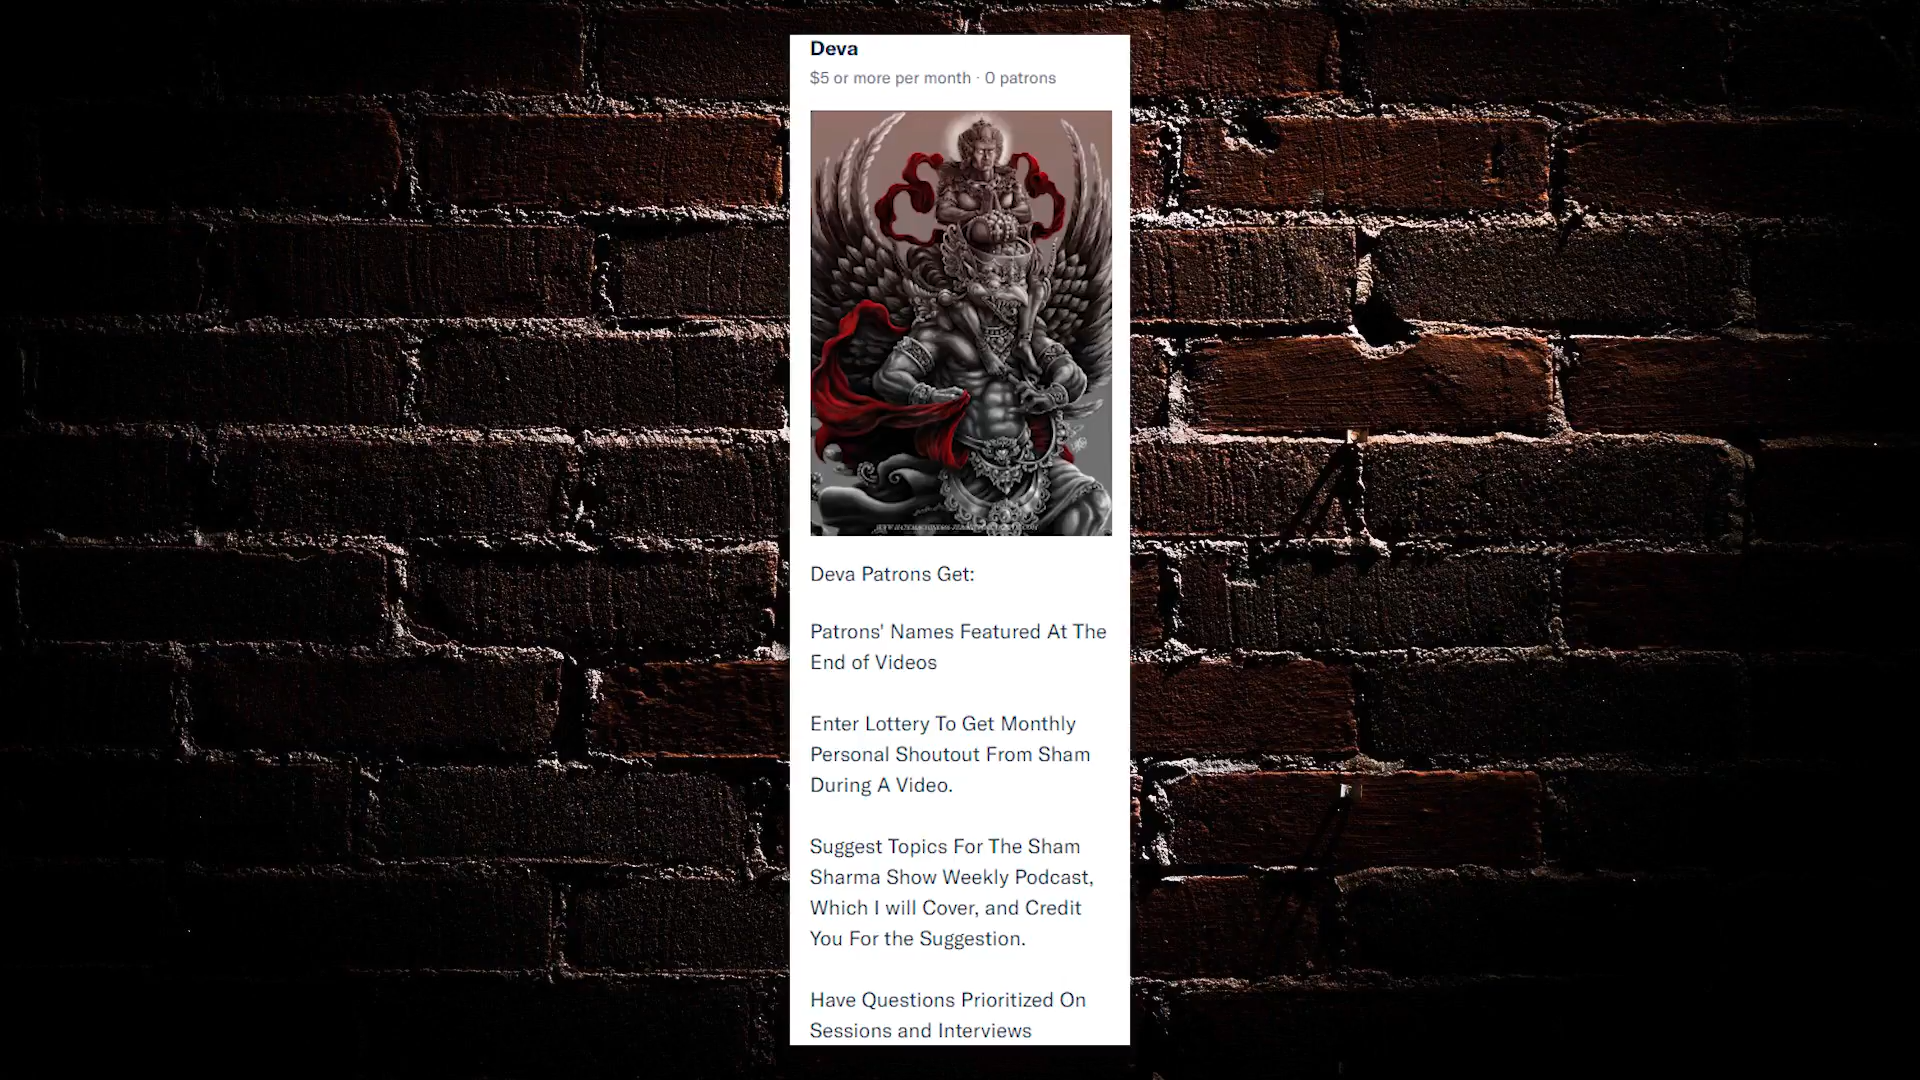 Deva
$5 or more per month · 0 patrons
Deva Patrons Get:
Patrons' Names Featured At The
End of Videos
Enter Lottery To Get Monthly
Personal Shoutout From Sham
During A Video.
Suggest Topics For The Sham
Sharma Show Weekly Podcast,
Which I will Cover, and Credit
You For the Suggestion.
Have Questions Prioritized On
Sessions and Interviews